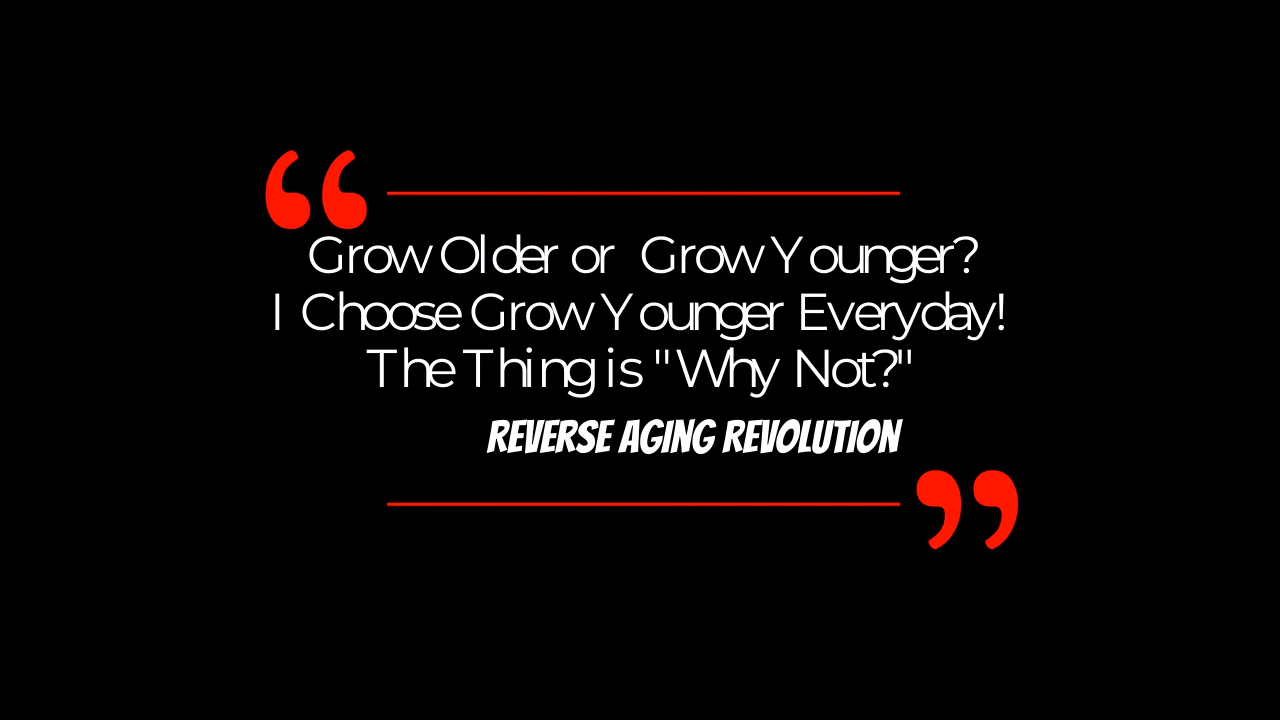 Grow Older or Grow Younger?
I Choose Grow Younger Everyday!
The Thing is "Why Not?"
REVERSE AGING REVOLUTION